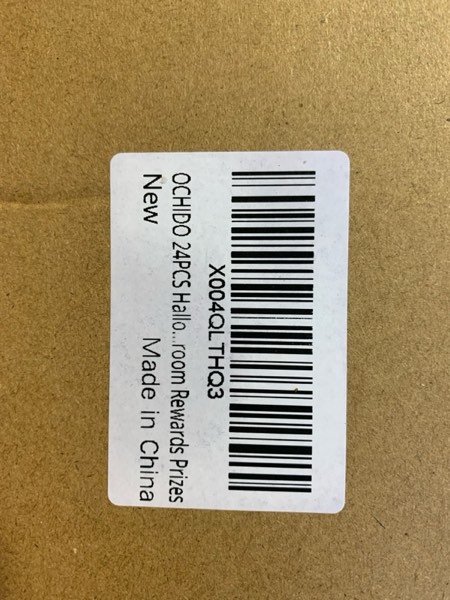 X004QLTHQ3
OCHIDO 24PCS Hallo...room Rewards Prizes
New
Made in China